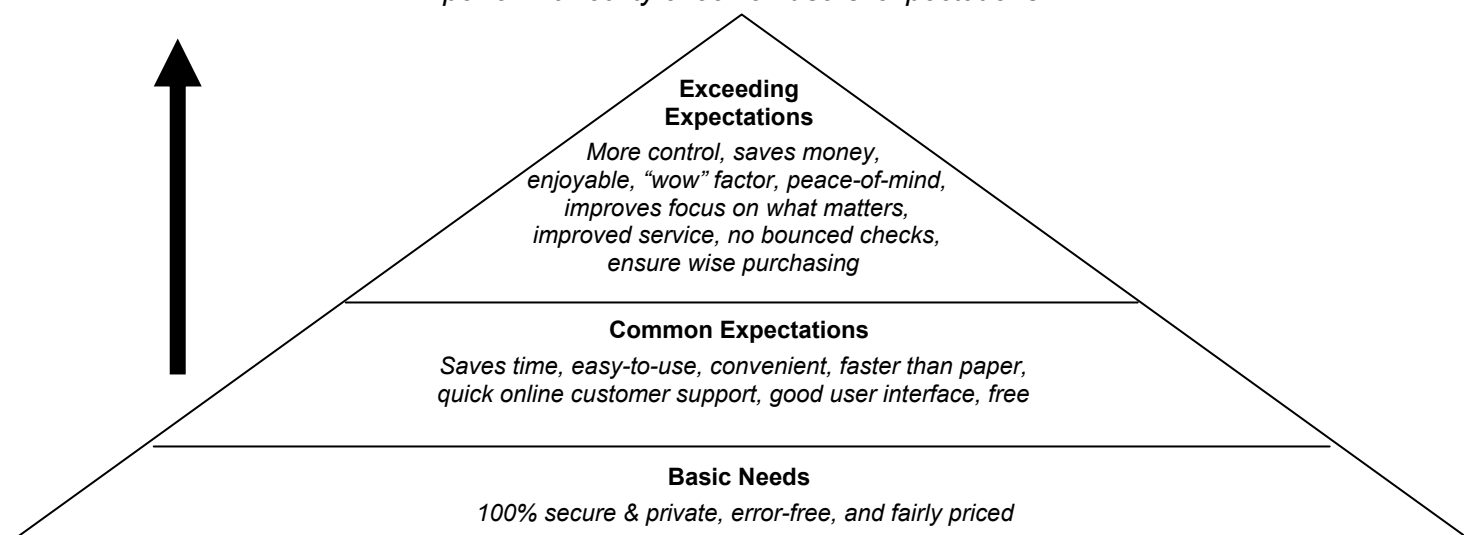 expectations
Exceeding
Expectations
More control, saves money,
enjoyable, “wow” factor, peace-of-mind,
improves focus on what matters,
improved service, no bounced checks,
ensure wise purchasing
Common Expectations
Saves time, easy-to-use, convenient, faster than paper,
quick online customer support, good user interface, free
Basic Needs
100% secure & private, error-free, and fairly priced